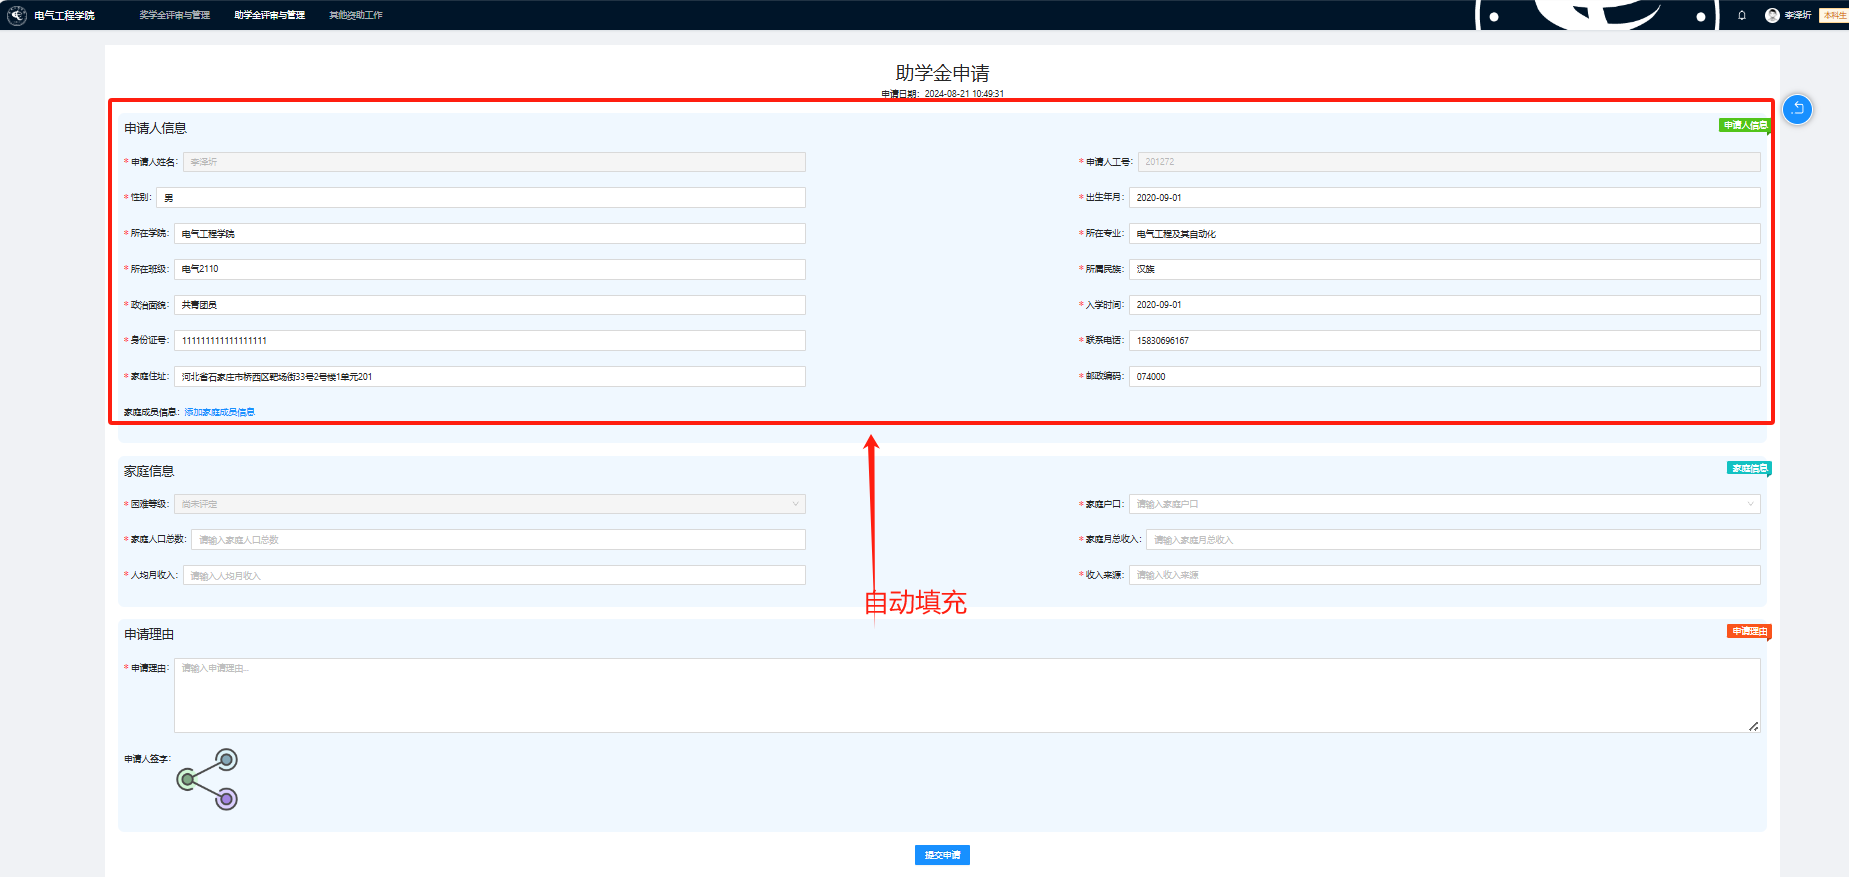 电气工程学院 奖学金评审与管理 助学金评审与管理 其他资助工作 李泽圻 本科生
助学金申请
申请日期：2024-08-21 10:49:31
申请人信息 申请人信息
* 申请人姓名： 李泽圻 * 申请人工号： 201272
* 性别： 男 * 出生年月： 2020-09-01
* 所在学院： 电气工程学院 * 所在专业： 电气工程及其自动化
* 所在班级： 电气2110 * 所属民族： 汉族
* 政治面貌： 共青团员 * 入学时间： 2020-09-01
* 身份证号： 111111111111111111 * 联系电话： 15830696167
* 家庭住址： 河北省石家庄市桥西区靶场街33号2号楼1单元201 * 邮政编码： 074000
家庭成员信息： 添加家庭成员信息
家庭信息 家庭信息
* 困难等级： 尚未评定 * 家庭户口： 请输入家庭户口
* 家庭人口总数： 请输入家庭人口总数 * 家庭月总收入： 请输入家庭月总收入
* 人均月收入： 请输入人均月收入 * 收入来源： 请输入收入来源
自动填充
申请理由 申请理由
* 申请理由： 请输入申请理由...
申请人签字：
提交申请